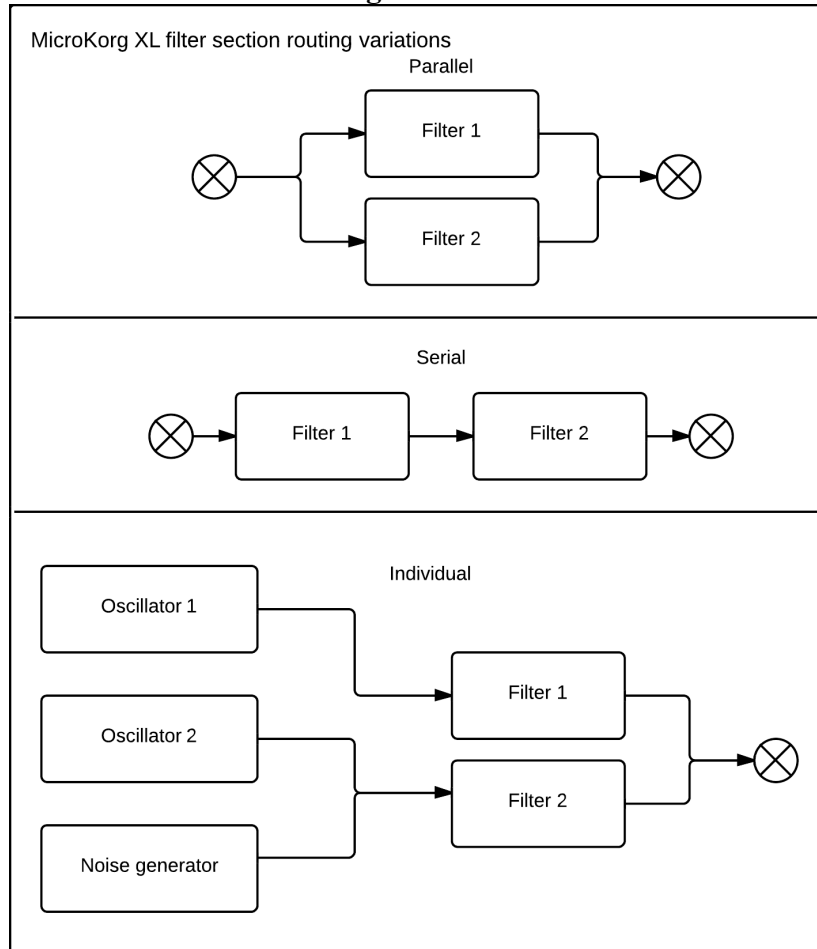 MicroKorg XL filter section routing variations
Parallel
Filter 1
Filter 2
Serial
Filter 1
Filter 2
Individual
Oscillator 1
Filter 1
Oscillator 2
Filter 2
Noise generator